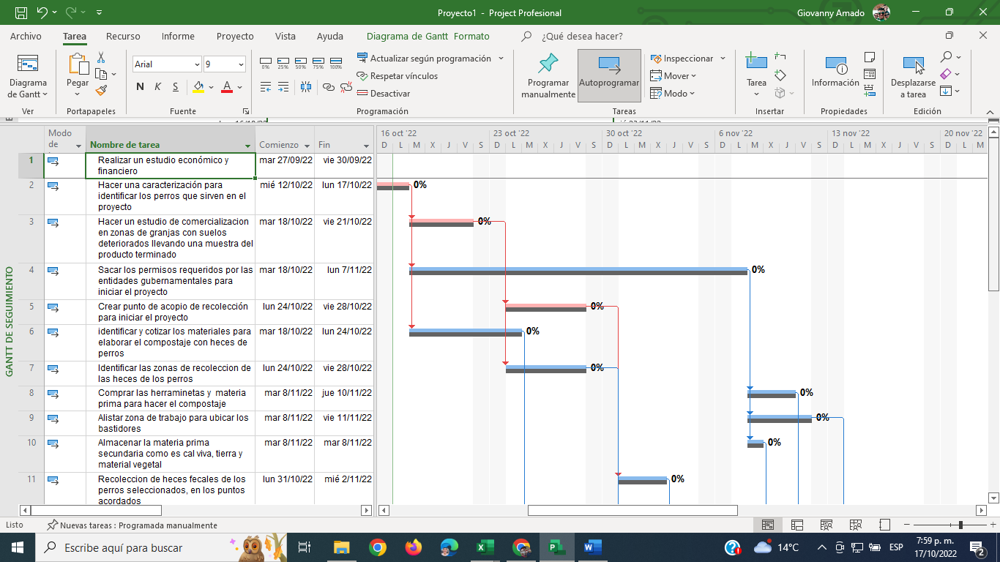 Proyecto1 - Project Profesional
Giovanny Amado
Archivo Tarea Recurso Informe Proyecto Vista Ayuda Diagrama de Gantt Formato ¿Qué desea hacer?
Diagrama
de Gantt
Ver
Pegar
Portapapeles
Arial 9
N K S A
Fuente
0% 25% 50% 75% 100%
Actualizar según programación
Respetar vínculos
Desactivar
Programación
Programar
manualmente
Autoprogramar
Inspeccionar
Mover
Modo
Tareas
Tarea
Insertar
Información
Propiedades
Desplazarse
a tarea
Edición
Modo
de
Nombre de tarea
Comienzo
Fin
16 oct '22 23 oct '22 30 oct '22 6 nov '22 13 nov '22 20 nov '22
D L M X J V S D L M X J V S D L M X J V S D L M X J V S D L M X J V S D L M
GANTT DE SEGUIMIENTO
1 Realizar un estudio económico y mar 27/09/22 vie 30/09/22
financiero
2 Hacer una caracterización para mié 12/10/22 lun 17/10/22 0%
identificar los perros que sirven en el
proyecto
3 Hacer un estudio de comercializacion mar 18/10/22 vie 21/10/22 0%
en zonas de granjas con suelos
deteriorados llevando una muestra del
producto terminado
4 Sacar los permisos requeridos por las mar 18/10/22 lun 7/11/22 0%
entidades gubernamentales para
iniciar el proyecto
5 Crear punto de acopio de recolección lun 24/10/22 vie 28/10/22 0%
para iniciar el proyecto
6 identificar y cotizar los materiales para mar 18/10/22 lun 24/10/22 0%
elaborar el compostaje con heces de
perros
7 Identificar las zonas de recoleccion de lun 24/10/22 vie 28/10/22 0%
las heces de los perros
8 Comprar las herraminetas y materia mar 8/11/22 jue 10/11/22 0%
prima para hacer el compostaje
9 Alistar zona de trabajo para ubicar los mar 8/11/22 vie 11/11/22 0%
bastidores
10 Almacenar la materia prima mar 8/11/22 mar 8/11/22 0%
secundaria como es cal viva, tierra y
material vegetal
11 Recoleccion de heces fecales de los lun 31/10/22 mié 2/11/22 0%
perros seleccionados, en los puntos
acordados
Listo Nuevas tareas : Programada manualmente
Escribe aquí para buscar
14°C
ESP
7:59 p. m.
17/10/2022
2